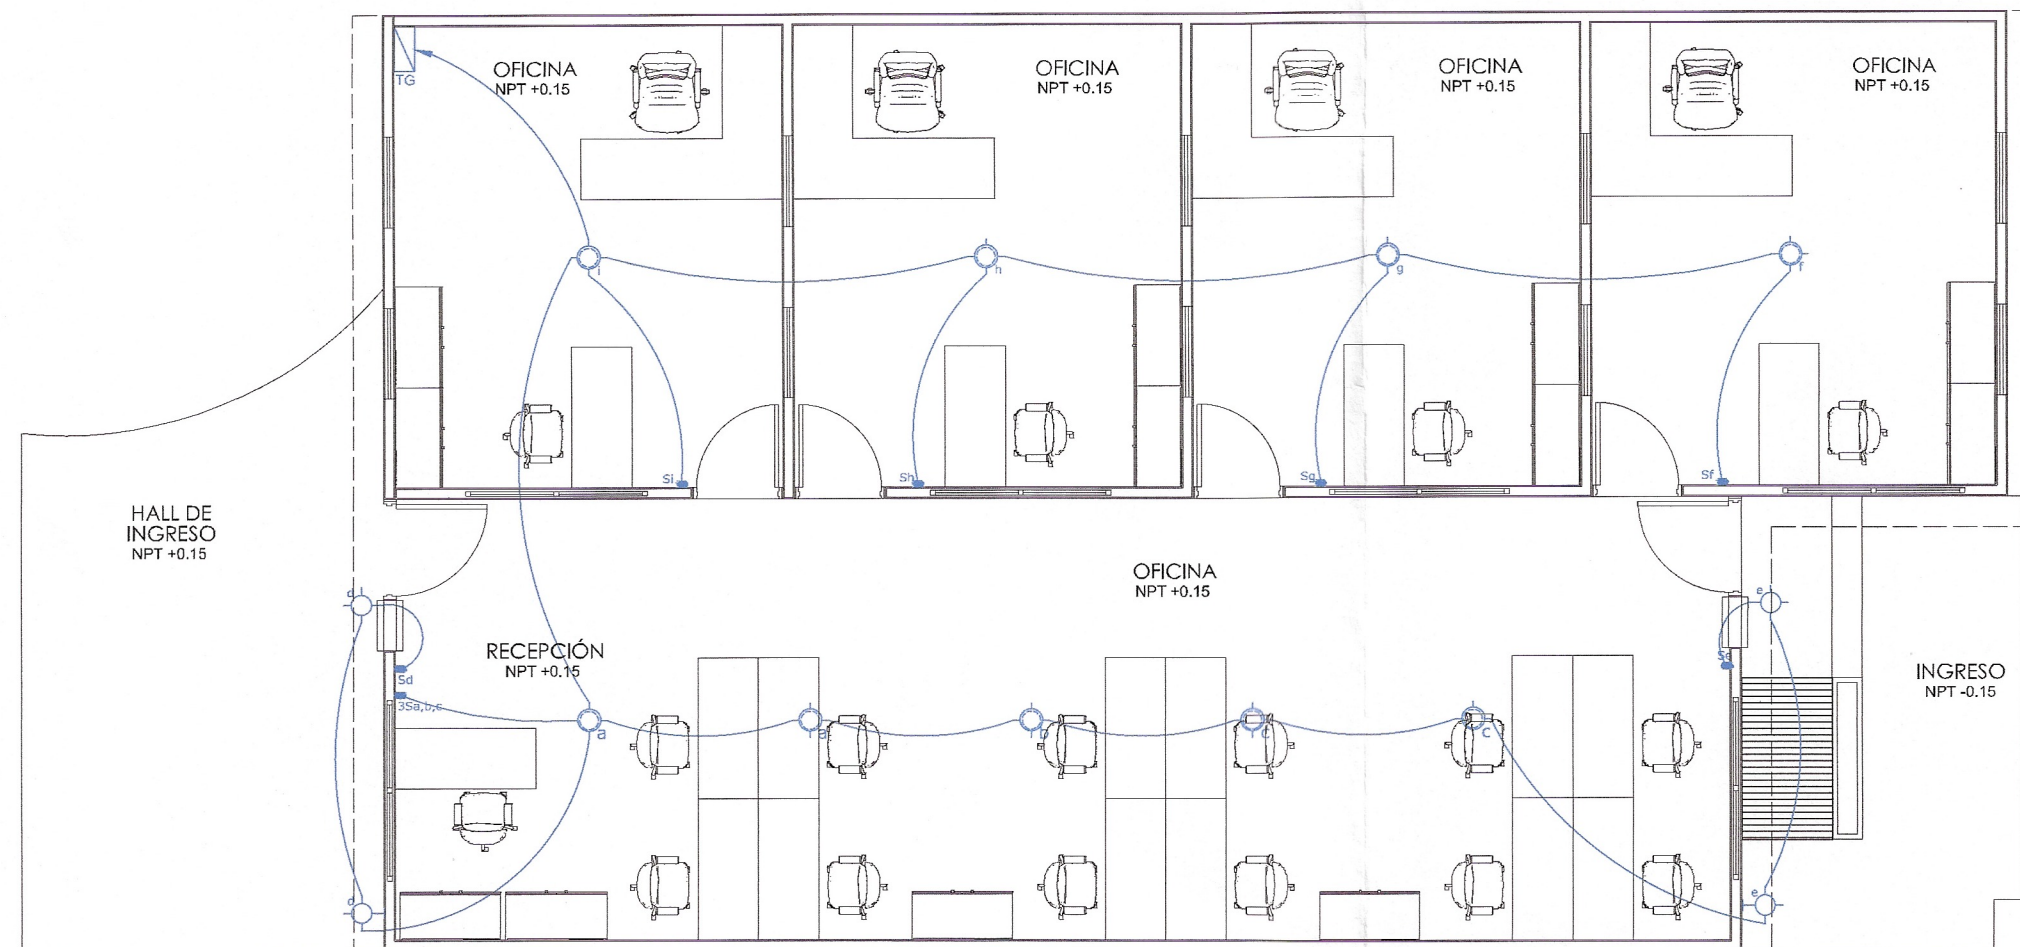 OFICINA
NPT +0.15
OFICINA
NPT +0.15
OFICINA
NPT +0.15
OFICINA
NPT +0.15
TG
i
h
g
f
Si
Sh
Sg
Sf
HALL DE
INGRESO
NPT +0.15
OFICINA
NPT +0.15
d
e
RECEPCIÓN
NPT +0.15
Se
Sd
3Sa,b,c
INGRESO
NPT -0.15
a
a
b
c
c
d
e